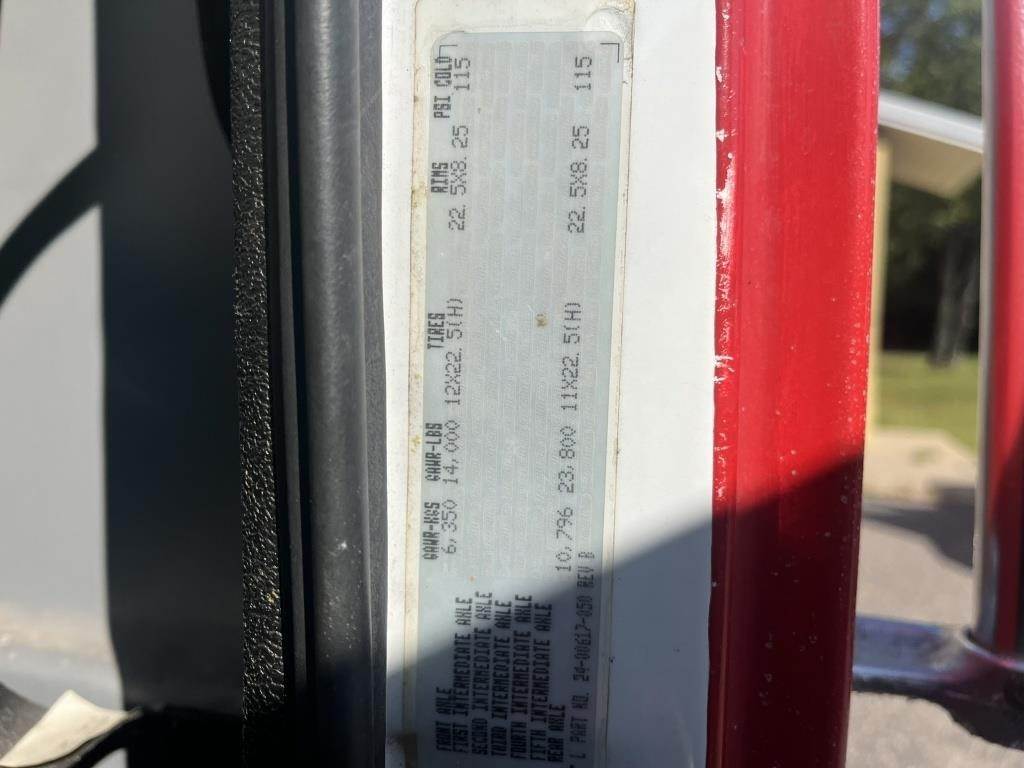 GAWR-KGS GAWR-LBS TIRES RIMS PSI COLD
FRONT AXLE 6,350 14,000 12X22.5(H) 22.5X8.25 115
FIRST INTERMEDIATE AXLE
SECOND INTERMEDIATE AXLE
THIRD INTERMEDIATE AXLE
FOURTH INTERMEDIATE AXLE
FIFTH INTERMEDIATE AXLE
REAR AXLE 10,796 23,800 11X22.5(H) 22.5X8.25 115
L PART NO. 24-00617-050 REV B